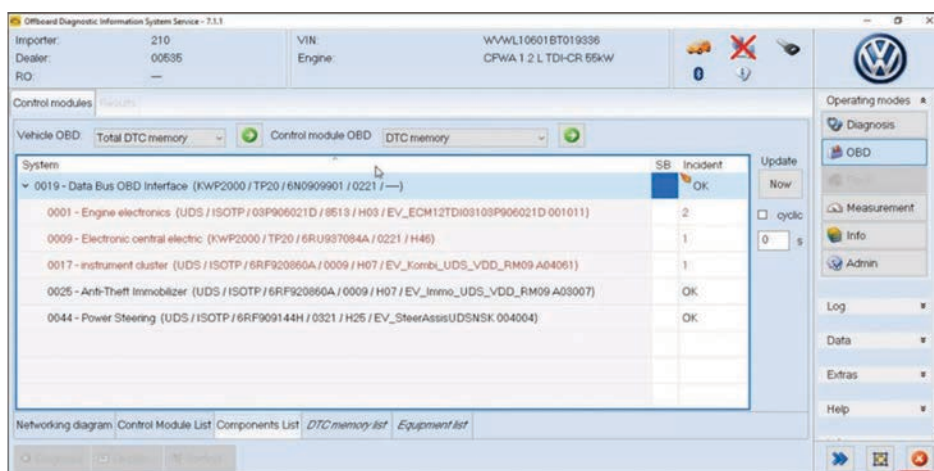 Offboard Diagnostic Information System Service - 7.1.1
Importer: 210 VIN: WVWL10601BT019336
Dealer: 00535 Engine: CFWA 1.2 L TDI-CR 55kW
RO: ---
0
Control modules Results
Operating modes
Vehicle OBD: Total DTC memory Control module OBD DTC memory
Diagnosis
OBD
System SB Incident Update
0019 - Data Bus OBD Interface (KWP2000 / TP20 / 6N0909901 / 0221 / ----) OK Now
0001 - Engine electronics (UDS / ISOTP / 03P906021D / 8513 / H03 / EV_ECM12TDI03103P906021D 001011) 2 cyclic
Measurement
0009 - Electronic central electric (KWP2000 / TP20 / 6RU937084A / 0221 / H46) 1 0 s
Info
0017 - instrument cluster (UDS / ISOTP / 6RF920860A / 0009 / H07 / EV_Kombi_UDS_VDD_RM09 A04061) 1
Admin
0025 - Anti-Theft Immobilizer (UDS / ISOTP / 6RF920860A / 0009 / H07 / EV_Immo_UDS_VDD_RM09 A03007) OK
0044 - Power Steering (UDS / ISOTP / 6RF909144H / 0321 / H25 / EV_SteerAssisUDSNSK 004004) OK
Log
Data
Extras
Help
Networking diagram Control Module List Components List DTC memory list Equipment list